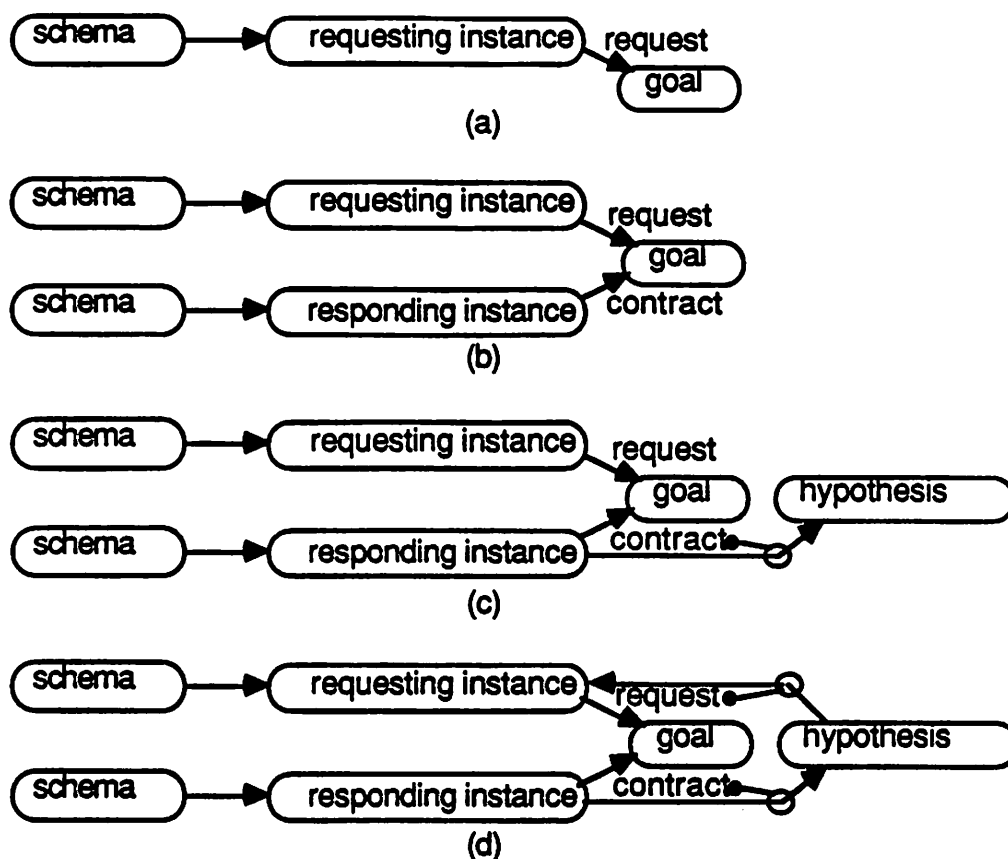 schema requesting instance request
goal
(a)
schema requesting instance request
goal
schema responding instance contract
(b)
schema requesting instance request
goal hypothesis
schema responding instance contract
(c)
schema requesting instance request
goal hypothesis
schema responding instance contract
(d)